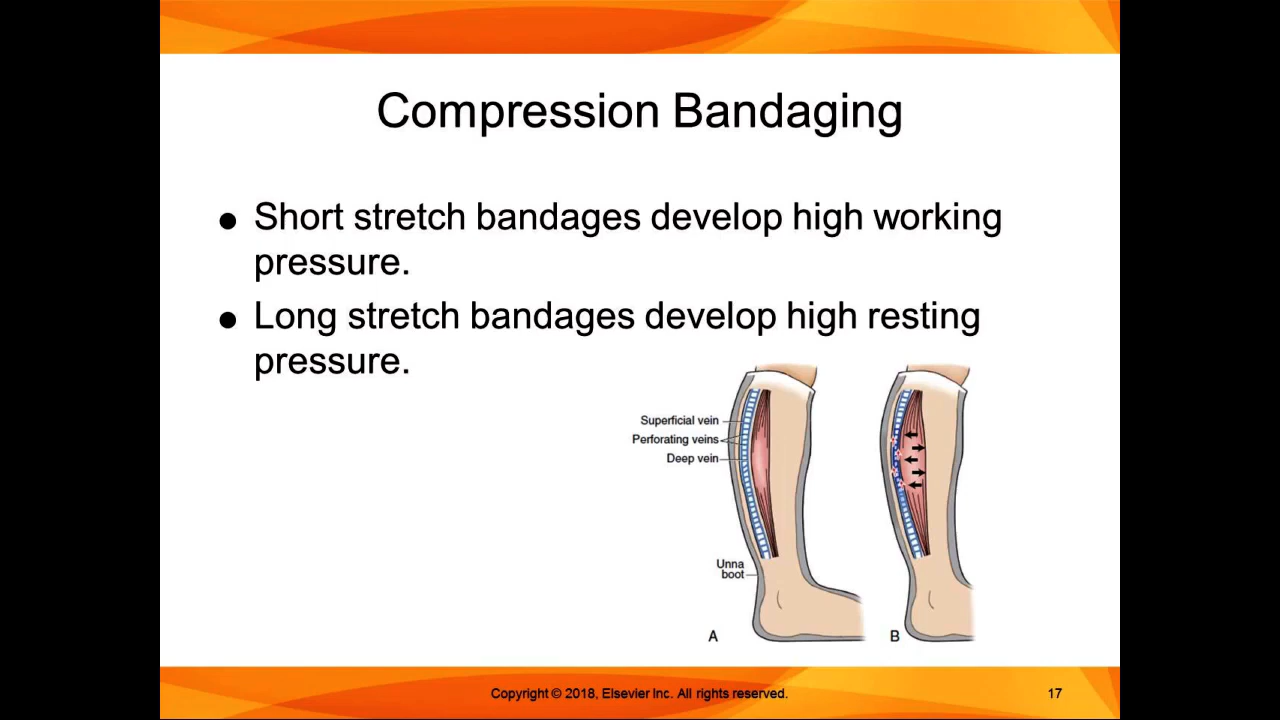 Compression Bandaging
● Short stretch bandages develop high working
pressure.
● Long stretch bandages develop high resting
pressure.
Superficial vein
Perforating veins
Deep vein
Unna
boot
A
B
Copyright © 2018, Elsevier Inc. All rights reserved.
17